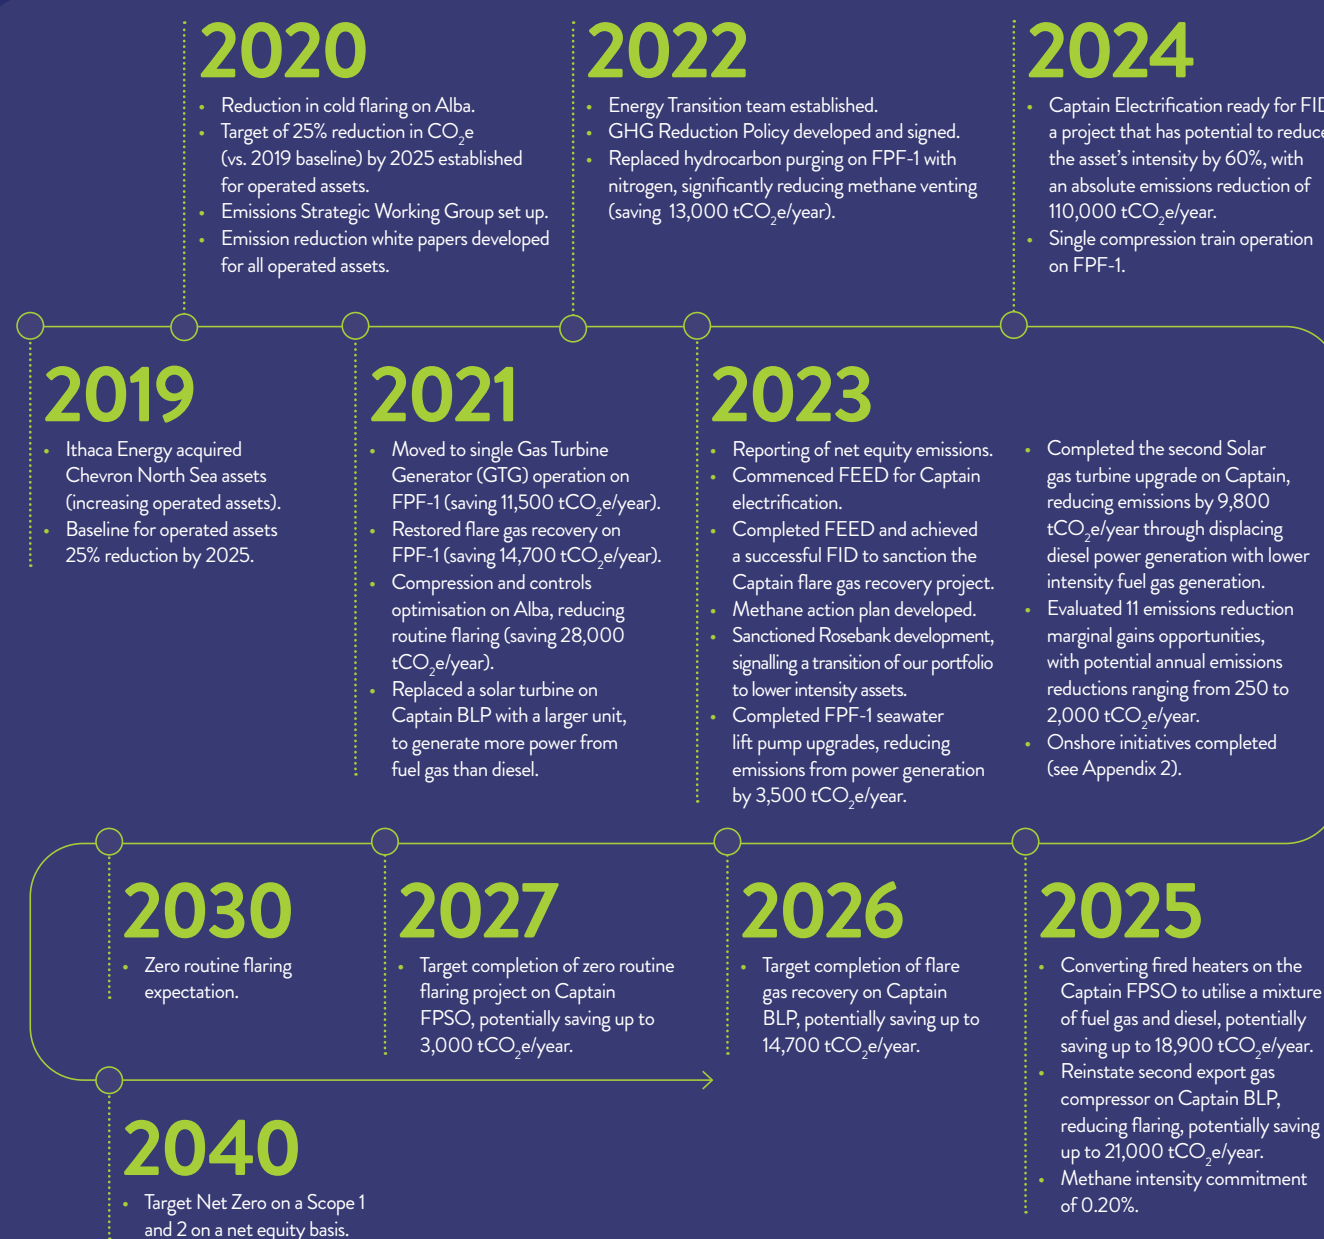 2020
• Reduction in cold flaring on Alba.
• Target of 25% reduction in CO₂e
(vs. 2019 baseline) by 2025 established
for operated assets.
• Emissions Strategic Working Group set up.
• Emission reduction white papers developed
for all operated assets.
2022
• Energy Transition team established.
• GHG Reduction Policy developed and signed.
• Replaced hydrocarbon purging on FPF-1 with
nitrogen, significantly reducing methane venting
(saving 13,000 tCO₂e/year).
2024
• Captain Electrification ready for FID
a project that has potential to reduce
the asset's intensity by 60%, with
an absolute emissions reduction of
110,000 tCO₂e/year.
• Single compression train operation
on FPF-1.
2019
• Ithaca Energy acquired
Chevron North Sea assets
(increasing operated assets).
• Baseline for operated assets
25% reduction by 2025.
2021
• Moved to single Gas Turbine
Generator (GTG) operation on
FPF-1 (saving 11,500 tCO₂e/year).
• Restored flare gas recovery on
FPF-1 (saving 14,700 tCO₂e/year).
• Compression and controls
optimisation on Alba, reducing
routine flaring (saving 28,000
tCO₂e/year).
• Replaced a solar turbine on
Captain BLP with a larger unit,
to generate more power from
fuel gas than diesel.
2023
• Reporting of net equity emissions.
• Commenced FEED for Captain
electrification.
• Completed FEED and achieved
a successful FID to sanction the
Captain flare gas recovery project.
• Methane action plan developed.
• Sanctioned Rosebank development,
signalling a transition of our portfolio
to lower intensity assets.
• Completed FPF-1 seawater
lift pump upgrades, reducing
emissions from power generation
by 3,500 tCO₂e/year.
• Completed the second Solar
gas turbine upgrade on Captain,
reducing emissions by 9,800
tCO₂e/year through displacing
diesel power generation with lower
intensity fuel gas generation.
• Evaluated 11 emissions reduction
marginal gains opportunities,
with potential annual emissions
reductions ranging from 250 to
2,000 tCO₂e/year.
• Onshore initiatives completed
(see Appendix 2).
2030
• Zero routine flaring
expectation.
2027
• Target completion of zero routine
flaring project on Captain
FPSO, potentially saving up to
3,000 tCO₂e/year.
2026
• Target completion of flare
gas recovery on Captain
BLP, potentially saving up to
14,700 tCO₂e/year.
2025
• Converting fired heaters on the
Captain FPSO to utilise a mixture
of fuel gas and diesel, potentially
saving up to 18,900 tCO₂e/year.
• Reinstate second export gas
compressor on Captain BLP,
reducing flaring, potentially saving
up to 21,000 tCO₂e/year.
• Methane intensity commitment
of 0.20%.
2040
• Target Net Zero on a Scope 1
and 2 on a net equity basis.